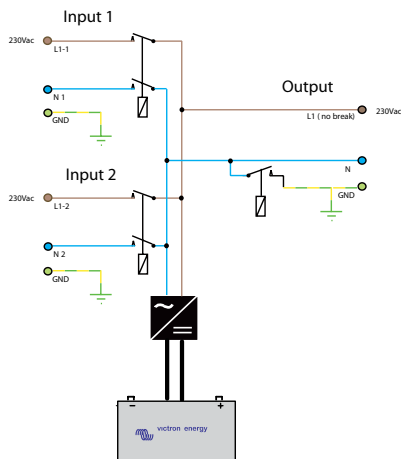 Input 1
230Vac
L1-1
N 1
GND
Output
L1 ( no break)
230Vac
N
GND
Input 2
230Vac
L1-2
N 2
GND
victron energy